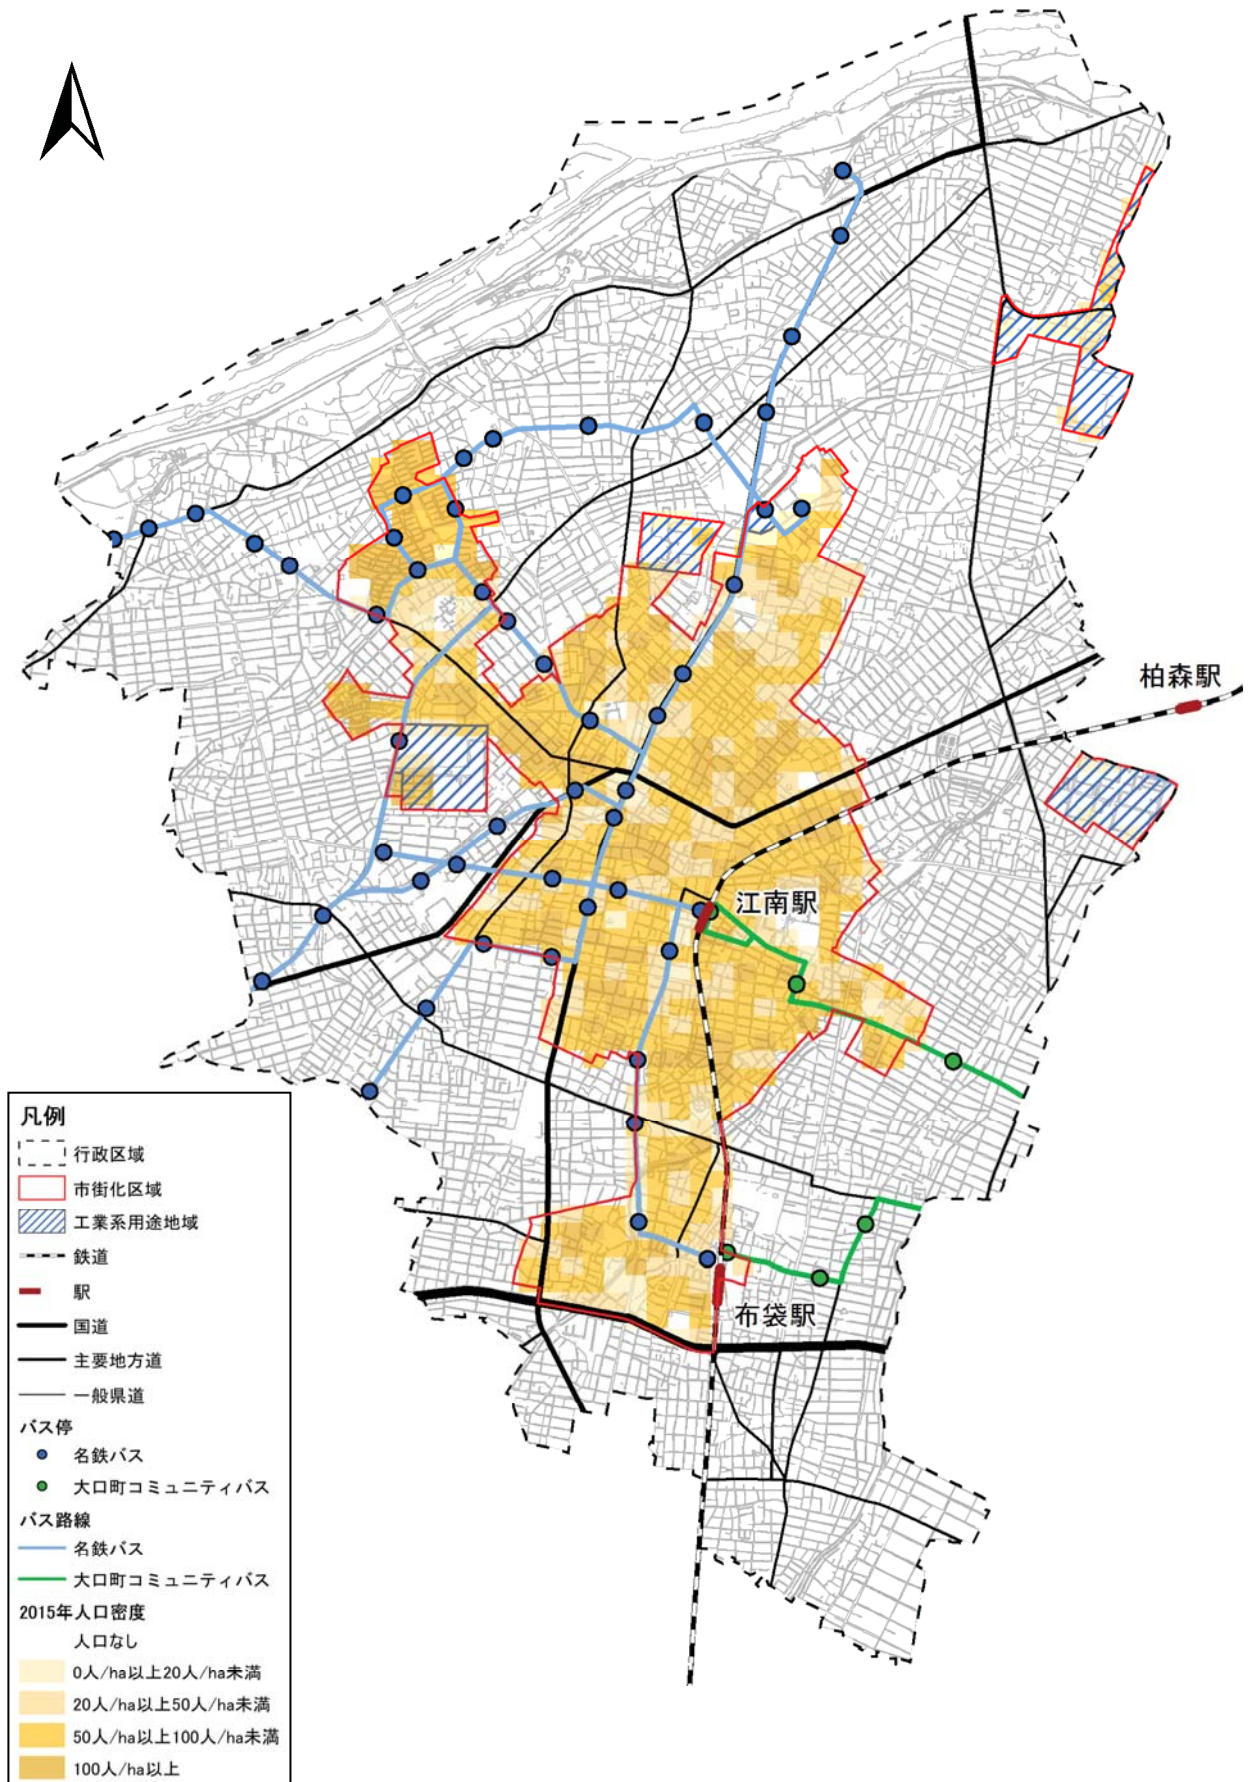 柏森駅
江南駅
布袋駅
凡例
行政区域
市街化区域
工業系用途地域
鉄道
駅
国道
主要地方道
一般県道
バス停
名鉄バス
大口町コミュニティバス
バス路線
名鉄バス
大口町コミュニティバス
2015年人口密度
人口なし
0人/ha以上20人/ha未満
20人/ha以上50人/ha未満
50人/ha以上100人/ha未満
100人/ha以上